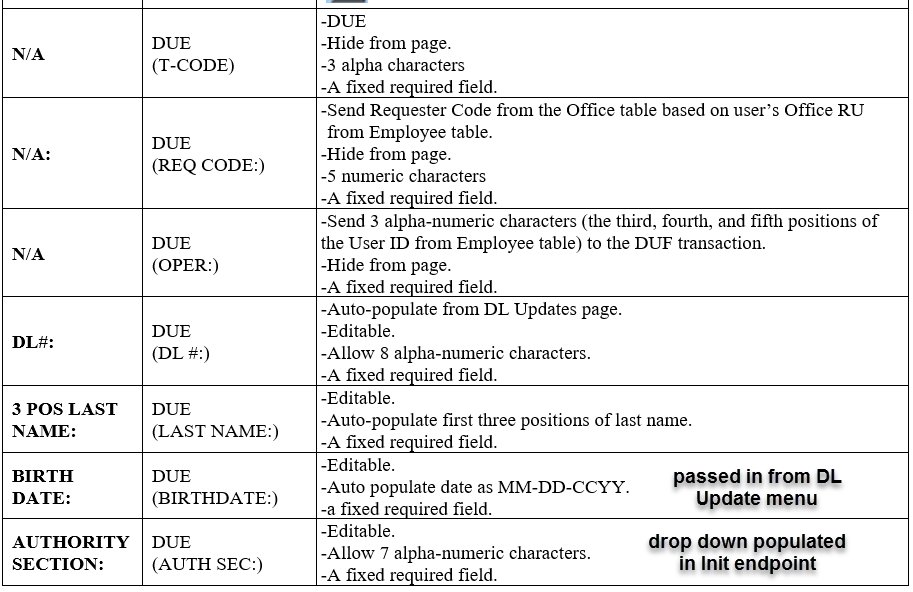 N/A
DUE
(T-CODE)
-DUE
-Hide from page.
-3 alpha characters
-A fixed required field.
N/A:
DUE
(REQ CODE:)
-Send Requester Code from the Office table based on user’s Office RU
from Employee table.
-Hide from page.
-5 numeric characters
-A fixed required field.
N/A
DUE
(OPER:)
-Send 3 alpha-numeric characters (the third, fourth, and fifth positions of
the User ID from Employee table) to the DUF transaction.
-Hide from page.
-A fixed required field.
DL#:
DUE
(DL #:)
-Auto-populate from DL Updates page.
-Editable.
-Allow 8 alpha-numeric characters.
-A fixed required field.
3 POS LAST
NAME:
DUE
(LAST NAME:)
-Editable.
-Auto-populate first three positions of last name.
-A fixed required field.
BIRTH
DATE:
DUE
(BIRTHDATE:)
-Editable.
-Auto populate date as MM-DD-CCYY.
-a fixed required field.
passed in from DL
Update menu
AUTHORITY
SECTION:
DUE
(AUTH SEC:)
-Editable.
-Allow 7 alpha-numeric characters.
-A fixed required field.
drop down populated
in Init endpoint